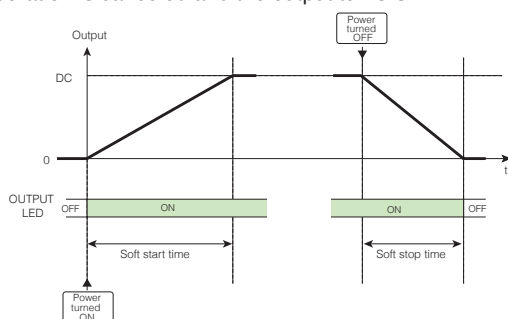 Power
turned
OFF
Output
DC
0
t
OUTPUT
LED
OFF
ON
ON
OFF
Soft start time
Soft stop time
Power
turned
ON